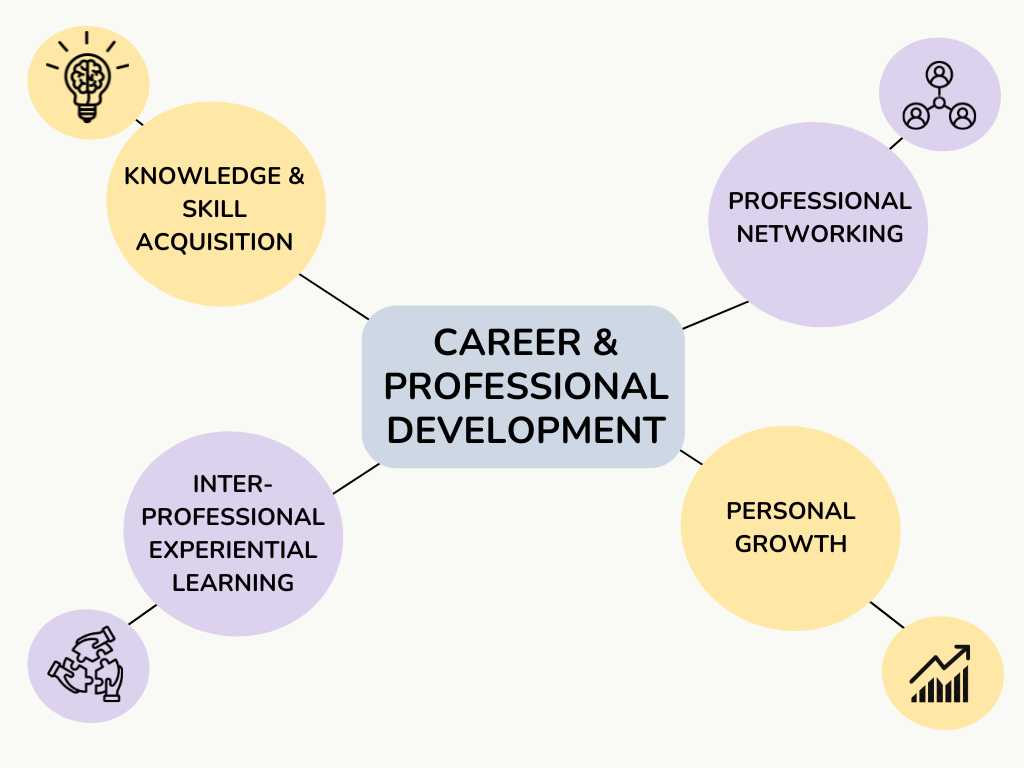 KNOWLEDGE &
SKILL
ACQUISITION
PROFESSIONAL
NETWORKING
CAREER &
PROFESSIONAL
DEVELOPMENT
INTER-
PROFESSIONAL
EXPERIENTIAL
LEARNING
PERSONAL
GROWTH